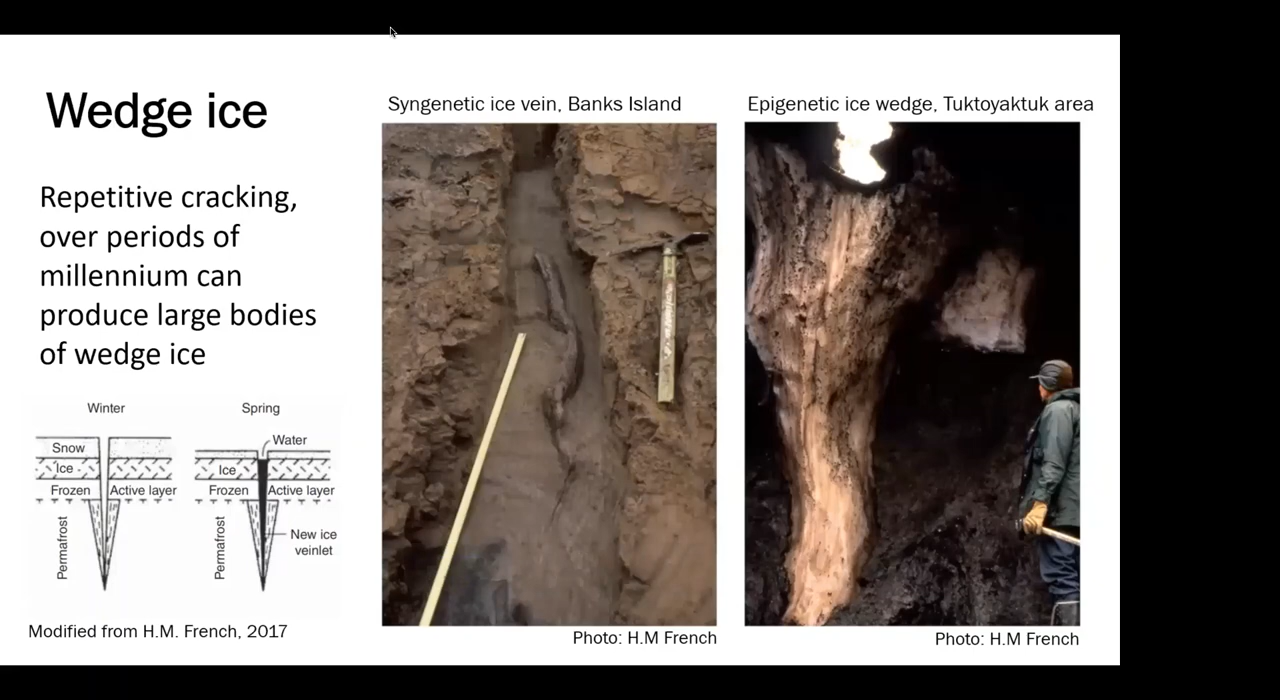 Wedge ice
Repetitive cracking,
over periods of
millennium can
produce large bodies
of wedge ice
Winter
Snow
Ice
Frozen
Active layer
Permafrost
Spring
Water
Ice
Frozen
Active layer
Permafrost
New ice
veinlet
Modified from H.M. French, 2017
Syngenetic ice vein, Banks Island
Photo: H.M French
Epigenetic ice wedge, Tuktoyaktuk area
Photo: H.M French